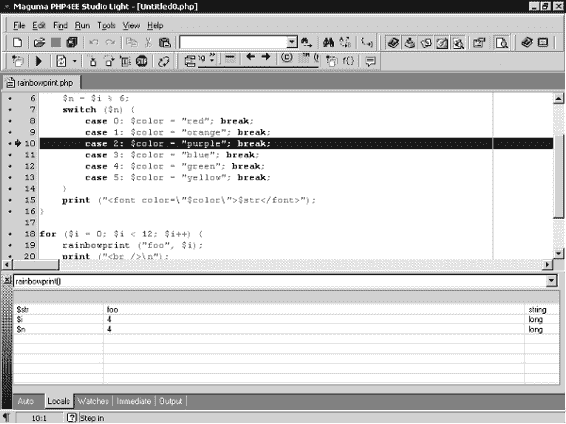 Maguma PHP4EE Studio Light - [Untitled0.php]
File Edit Find Run Tools View Help
rainbowprint.php
6 $n = $i % 6;
7 switch ($n) {
8 case 0: $color = "red"; break;
9 case 1: $color = "orange"; break;
10 case 2: $color = "purple"; break;
11 case 3: $color = "blue"; break;
12 case 4: $color = "green"; break;
13 case 5: $color = "yellow"; break;
14 }
15 print ("<font color=\"$color\">$str</font>");
16 }
17
18 for ($i = 0; $i < 12; $i++) {
19 rainbowprint ("foo", $i);
20 print ("<br />\n");
rainbowprint()
$str foo string
$i 4 long
$n 4 long
Auto Locals Watches Immediate Output
10:1 Step in